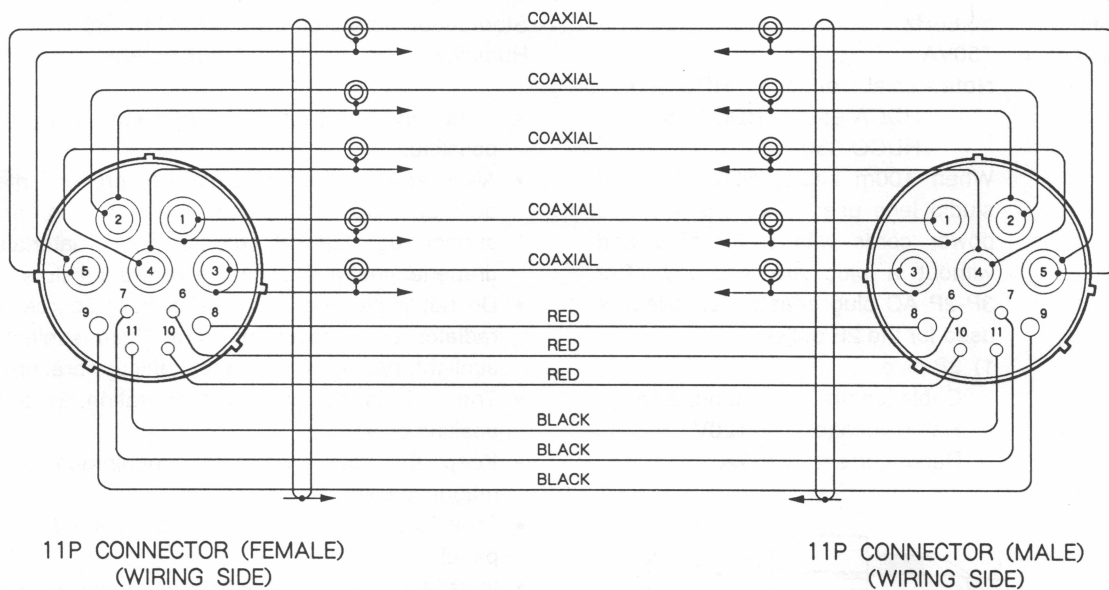 COAXIAL
COAXIAL
COAXIAL
COAXIAL
COAXIAL
RED
RED
RED
BLACK
BLACK
BLACK
2 1
5 4 3
7 6
9 8
11 10
1 2
3 4 5
6 7
8 9
10 11
11P CONNECTOR (FEMALE)
(WIRING SIDE)
11P CONNECTOR (MALE)
(WIRING SIDE)